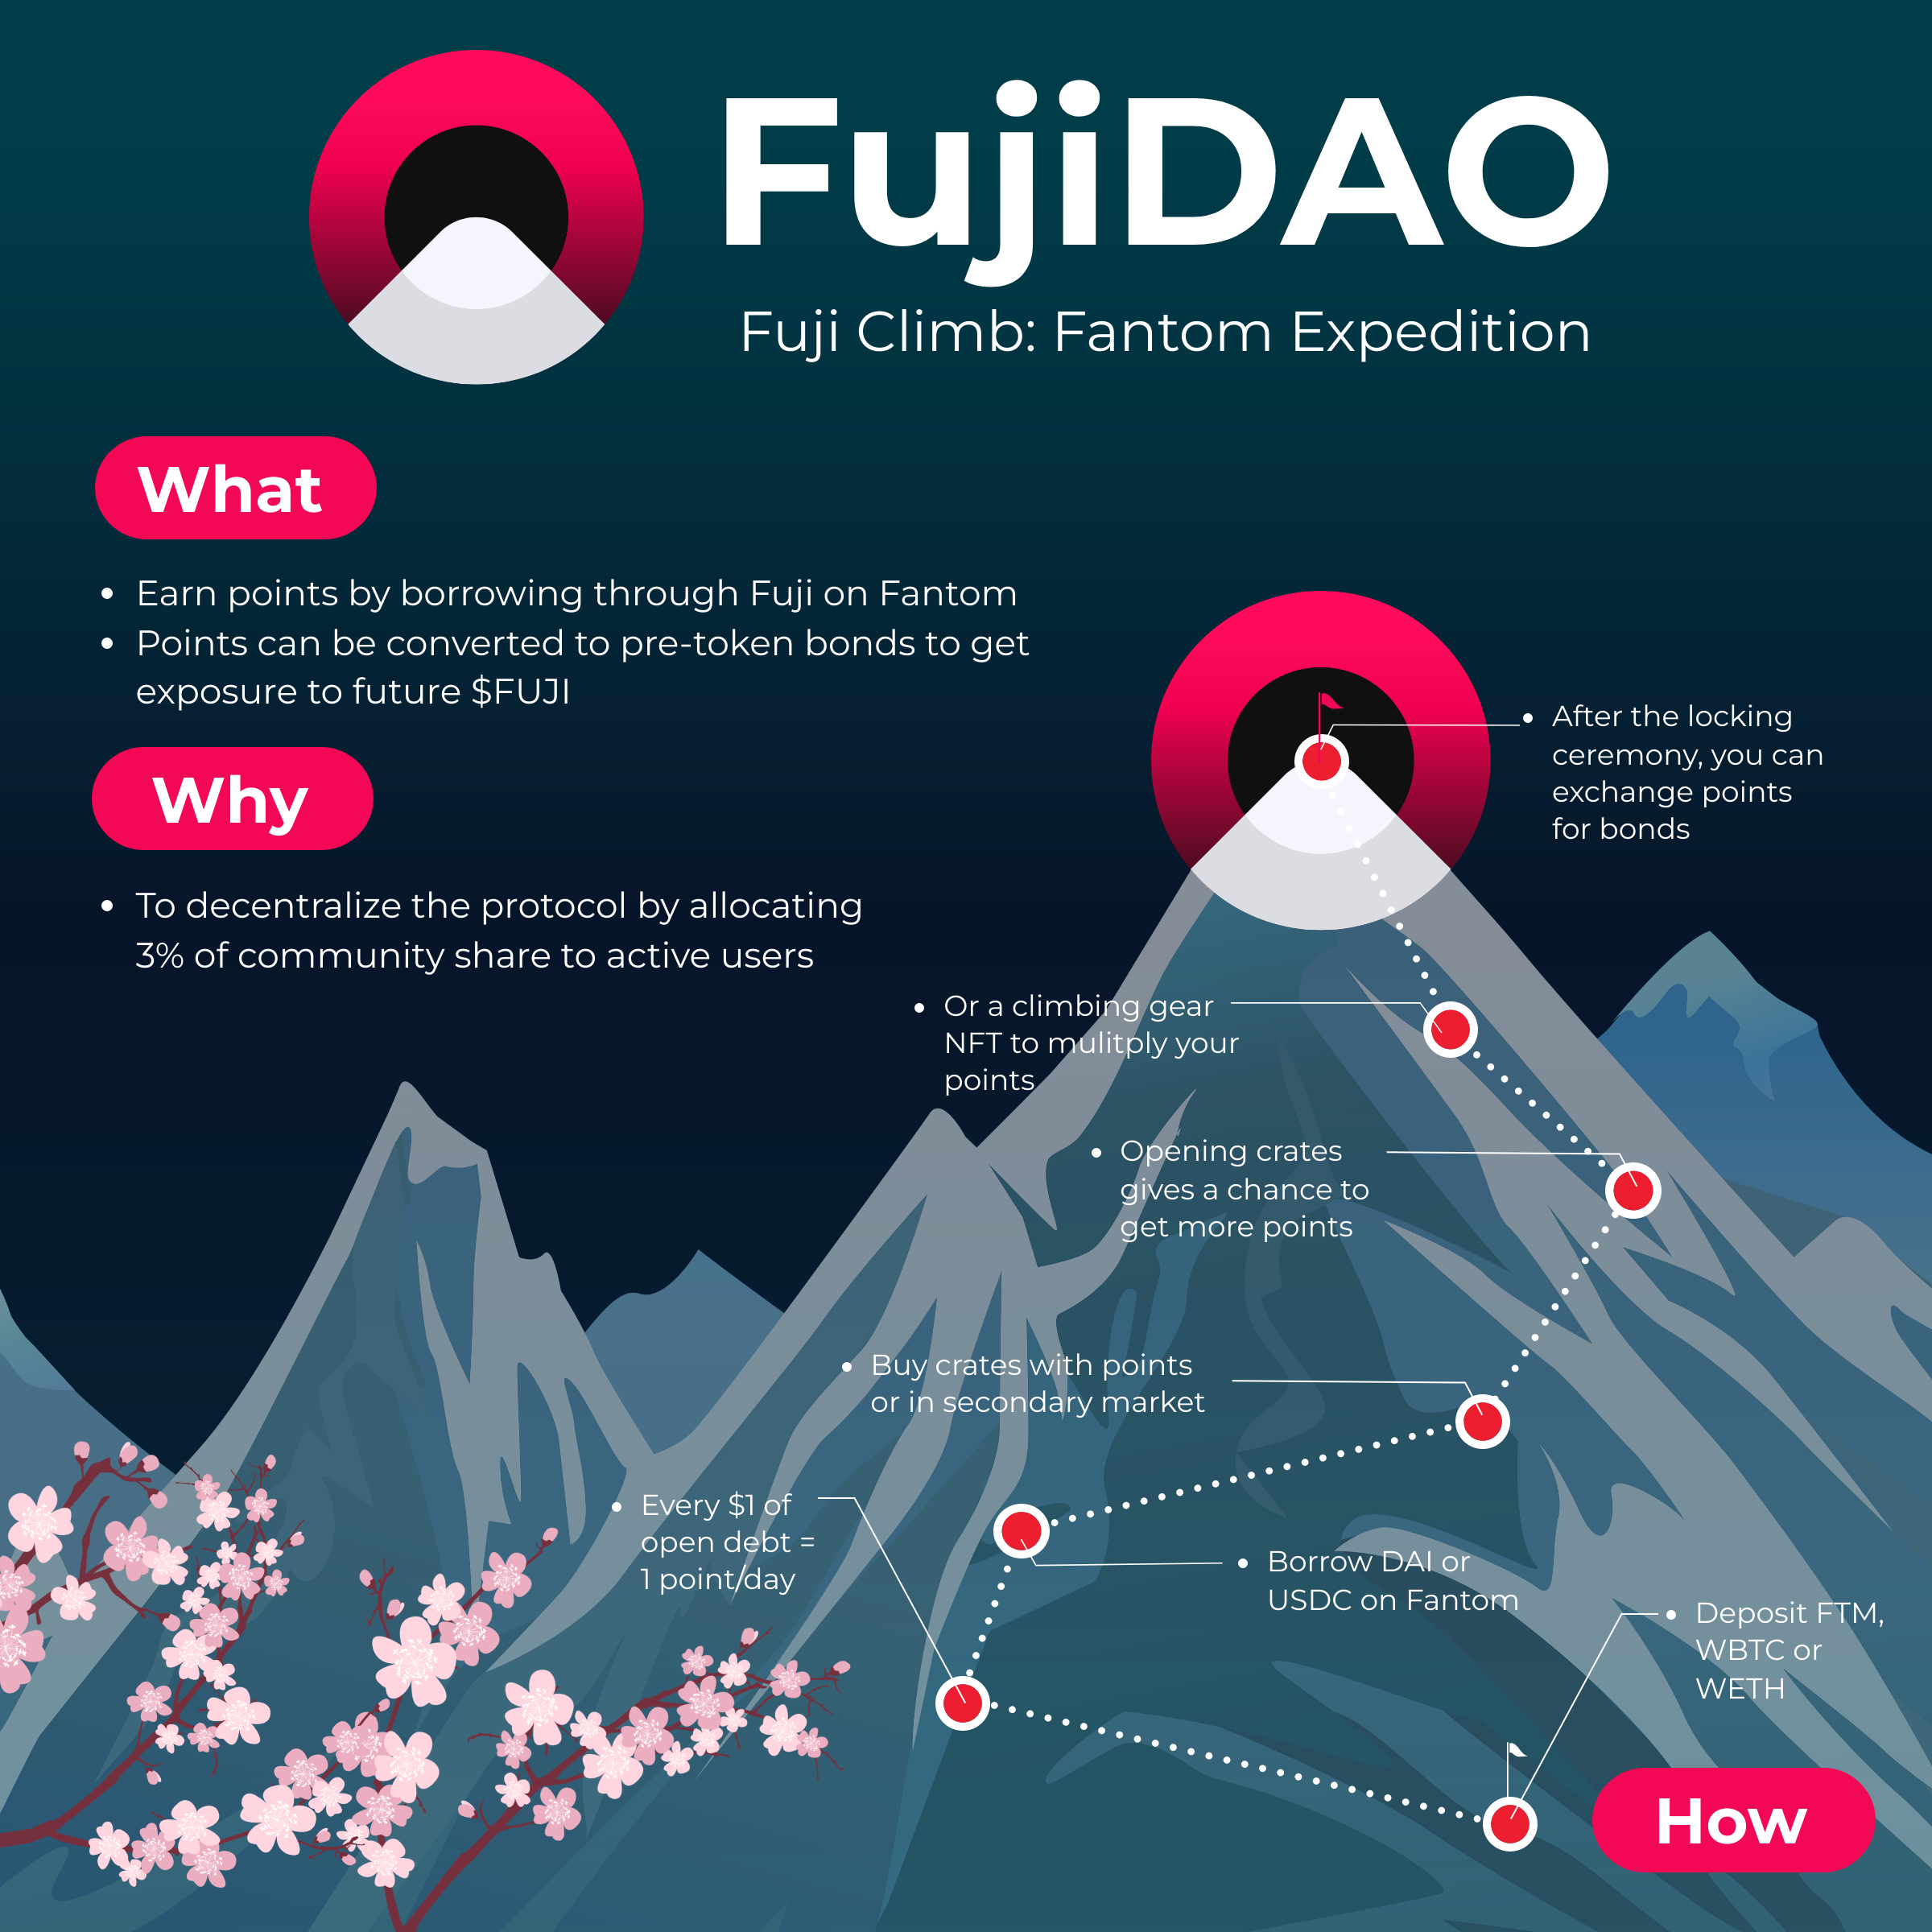 FujiDAO
Fuji Climb: Fantom Expedition
What
• Earn points by borrowing through Fuji on Fantom
• Points can be converted to pre-token bonds to get
exposure to future $FUJI
Why
• To decentralize the protocol by allocating
3% of community share to active users
• After the locking
ceremony, you can
exchange points
for bonds
• Or a climbing gear
NFT to mulitply your
points
• Opening crates
gives a chance to
get more points
• Buy crates with points
or in secondary market
• Every $1 of
open debt =
1 point/day
• Borrow DAI or
USDC on Fantom
• Deposit FTM,
WBTC or
WETH
How